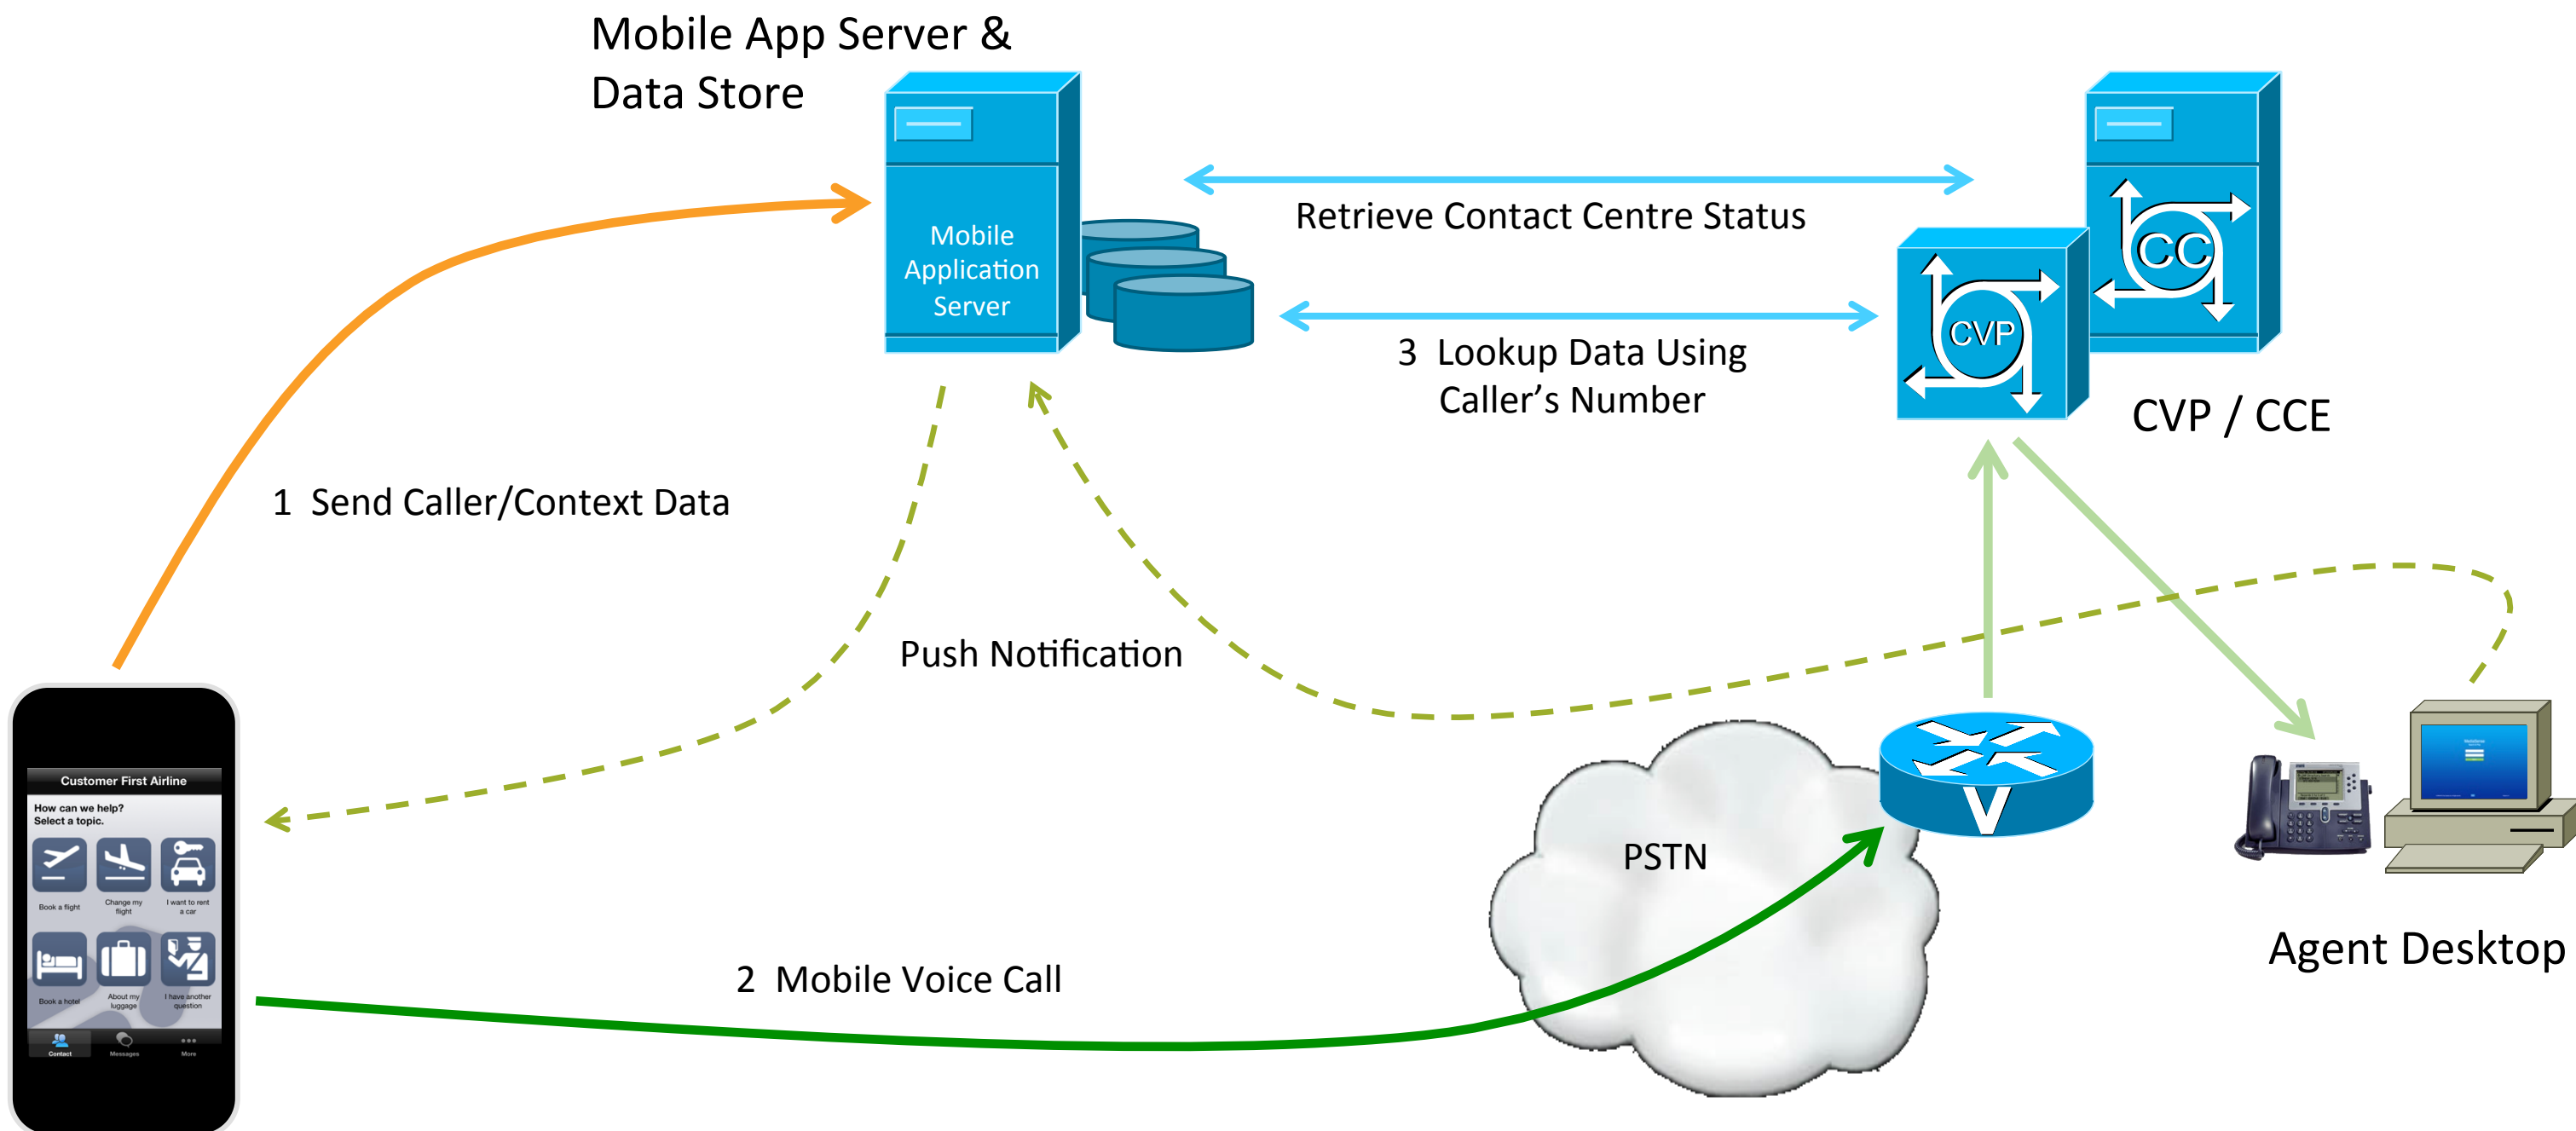 Mobile App Server &
Data Store
Mobile
Application
Server
Retrieve Contact Centre Status
CC
CVP
3 Lookup Data Using
Caller’s Number
CVP / CCE
1 Send Caller/Context Data
Push Notification
PSTN
V
2 Mobile Voice Call
Agent Desktop
Customer First Airline
How can we help?
Select a topic.
Book a flight
Change my
flight
I want to rent
a car
Book a hotel
About my
luggage
I have another
question
Contact
Messages
More